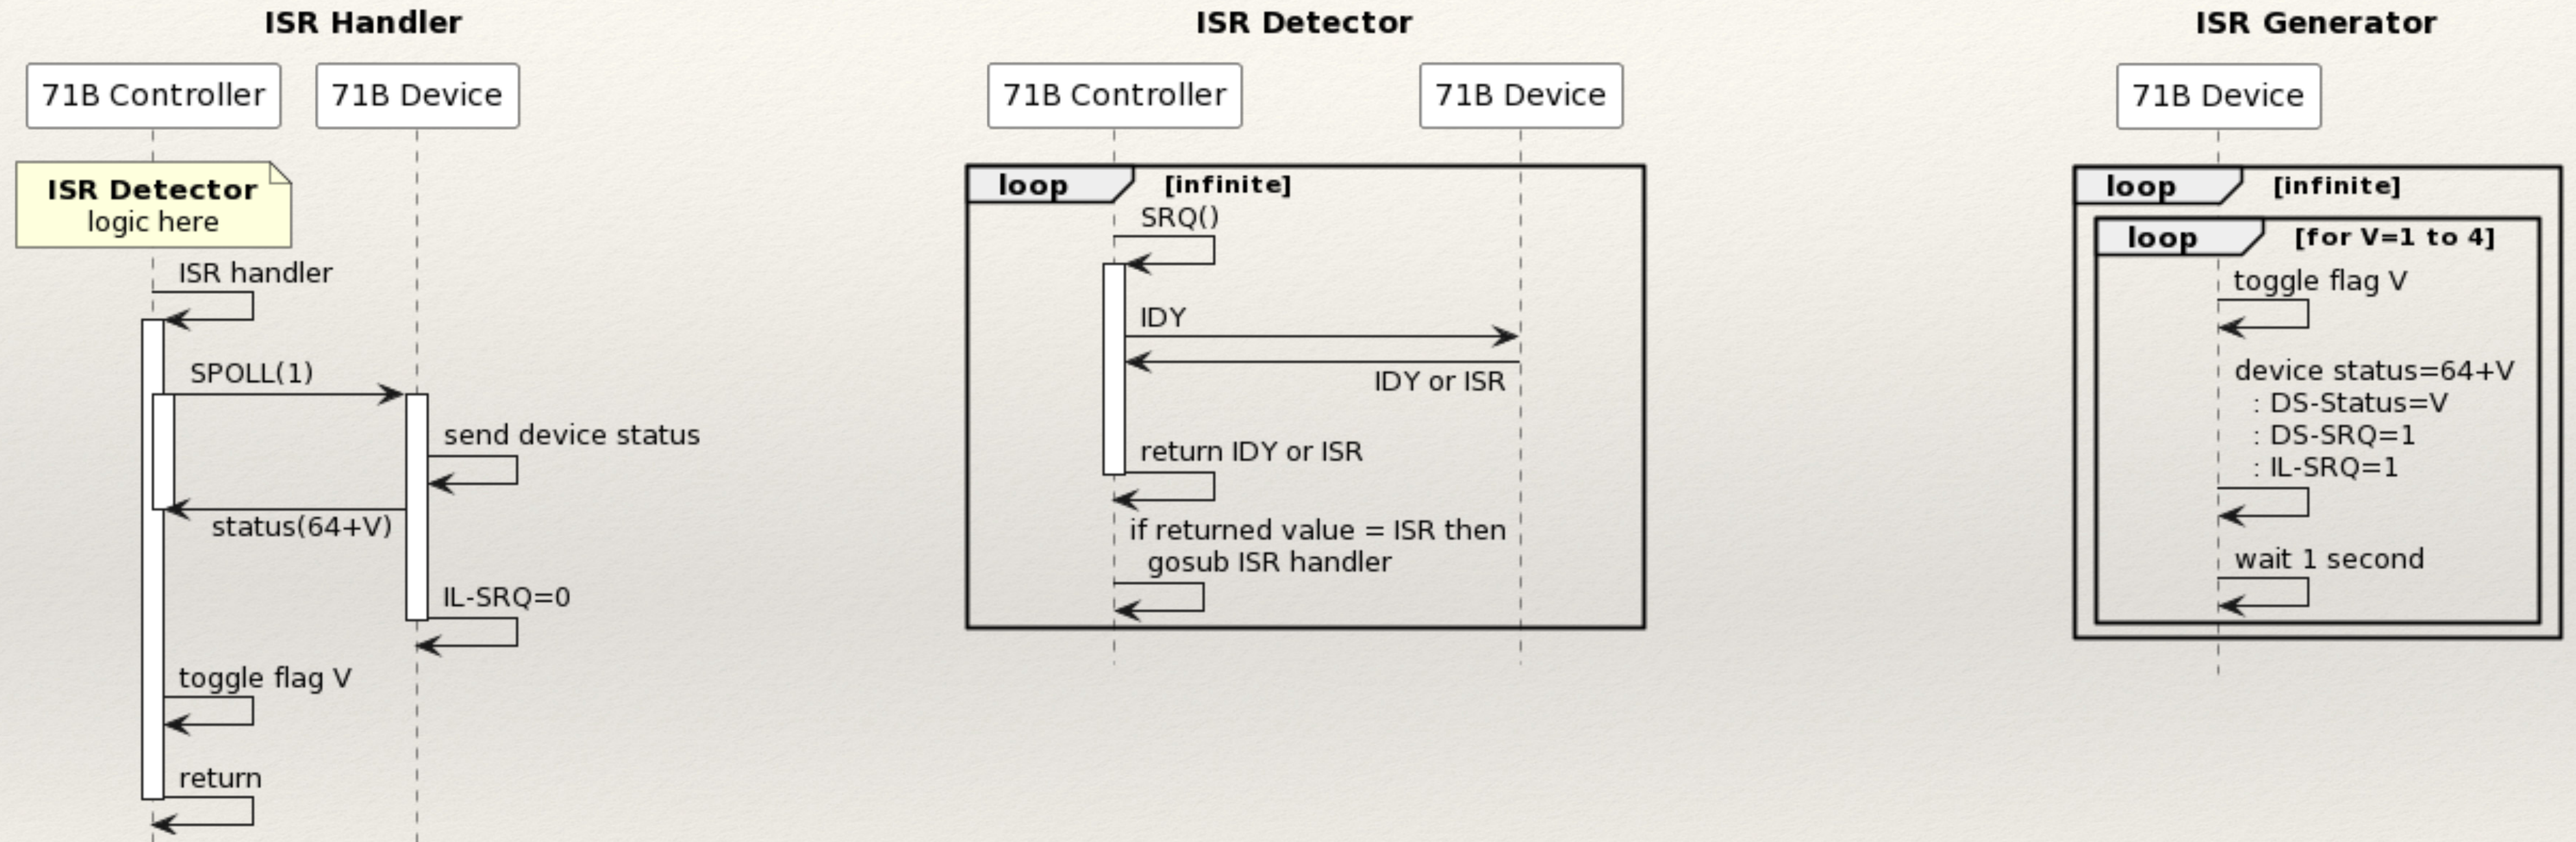 ISR Handler
71B Controller
71B Device
ISR Detector
logic here
ISR handler
SPOLL(1)
send device status
status(64+V)
IL-SRQ=0
toggle flag V
return
ISR Detector
71B Controller
71B Device
loop
[infinite]
SRQ()
IDY
IDY or ISR
return IDY or ISR
if returned value = ISR then
gosub ISR handler
ISR Generator
71B Device
loop
[infinite]
loop
[for V=1 to 4]
toggle flag V
device status=64+V
: DS-Status=V
: DS-SRQ=1
: IL-SRQ=1
wait 1 second